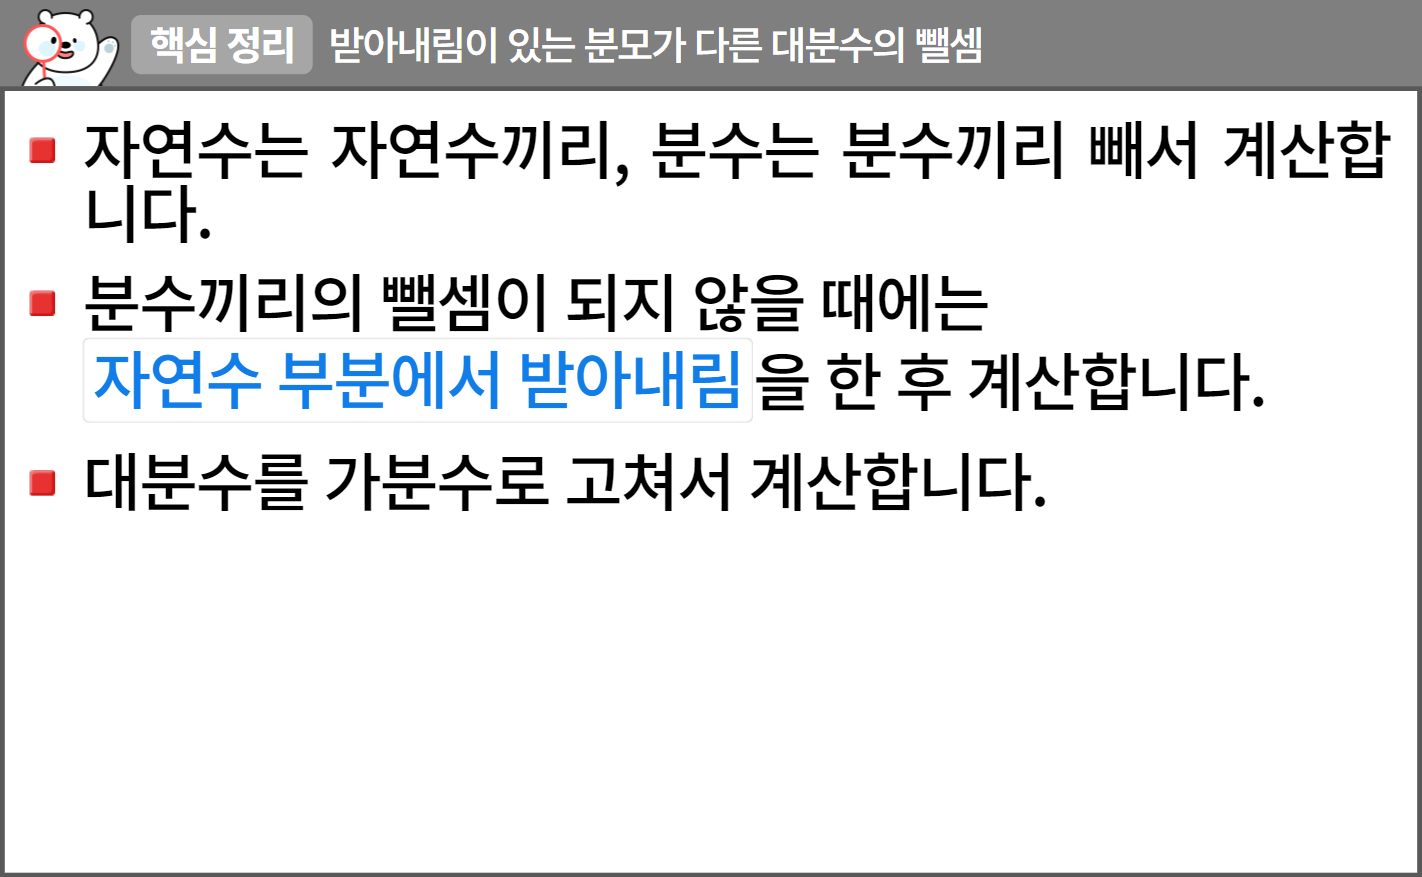 핵심 정리 받아내림이 있는 분모가 다른 대분수의 뺄셈
자연수는 자연수끼리, 분수는 분수끼리 빼서 계산합
니다.
분수끼리의 뺄셈이 되지 않을 때에는
자연수 부분에서 받아내림을 한 후 계산합니다.
대분수를 가분수로 고쳐서 계산합니다.